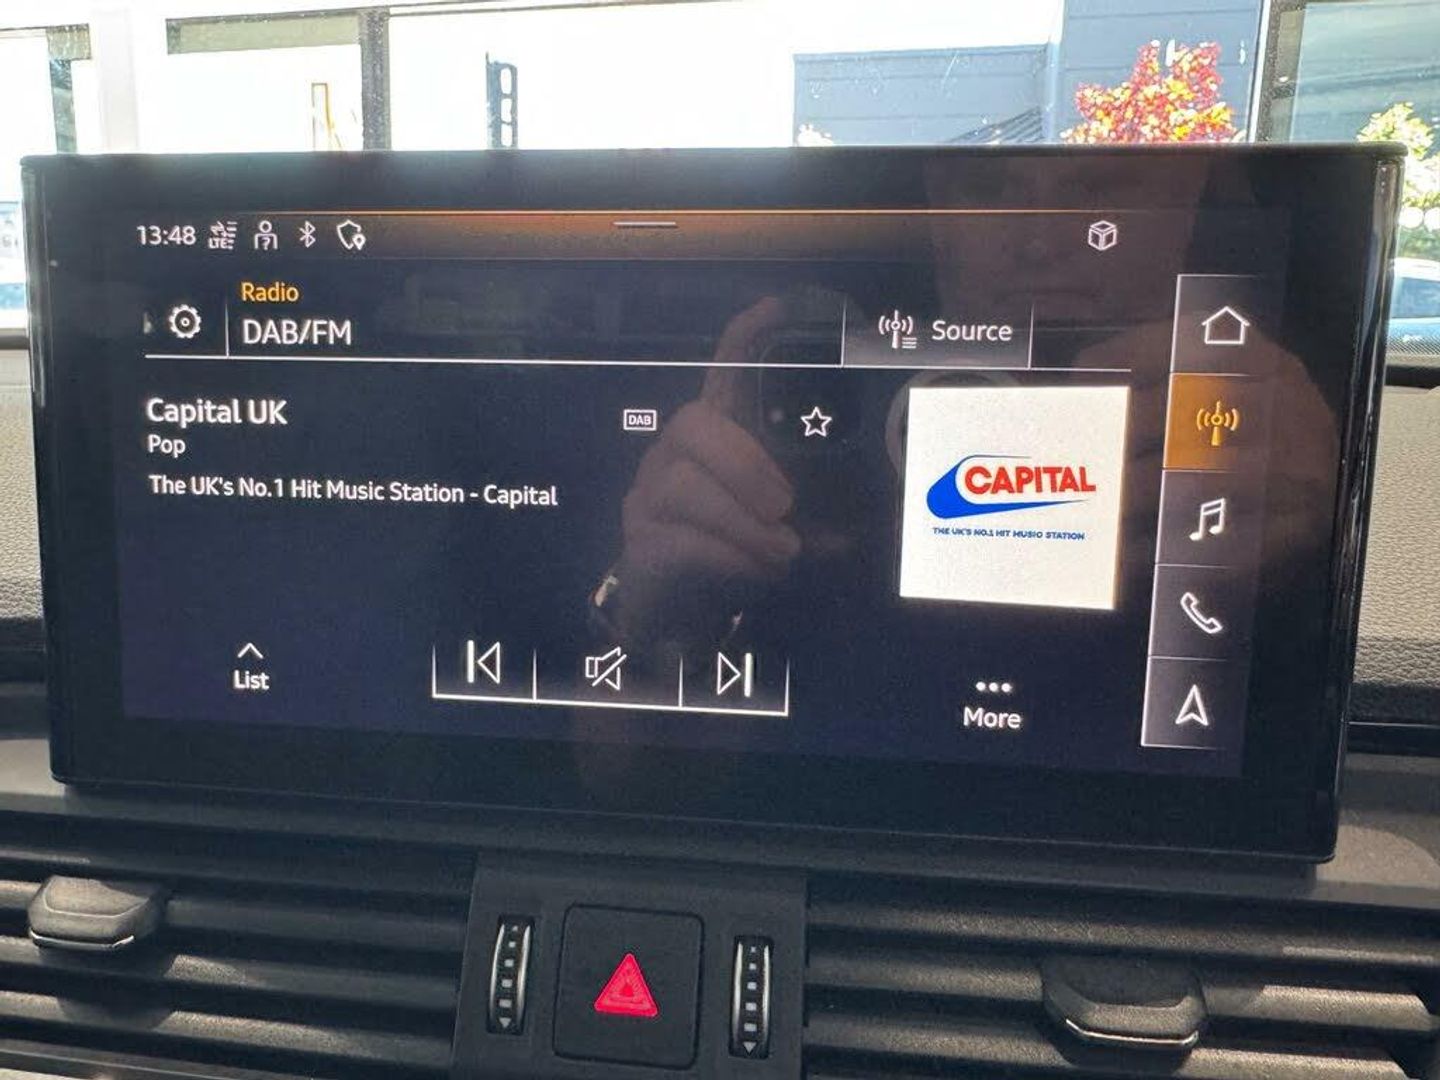 13:48
LTE
Radio
DAB/FM
Source
Capital UK
DAB
Pop
The UK's No.1 Hit Music Station - Capital
CAPITAL
THE UK'S NO.1 HIT MUSIC STATION
List
More